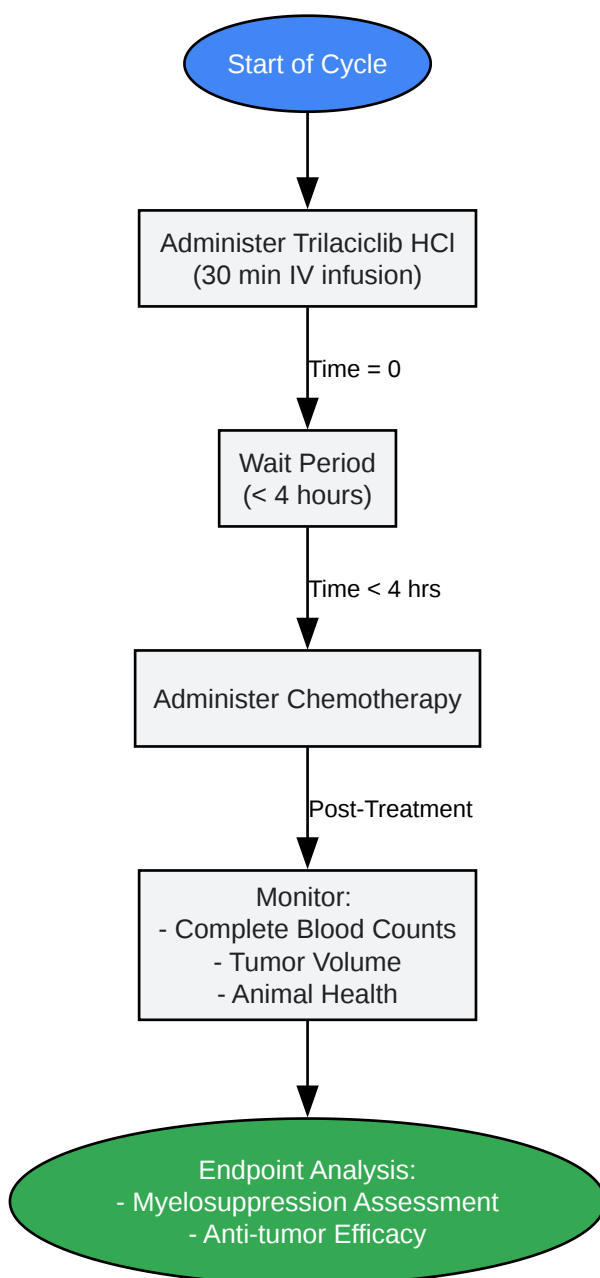 Start of Cycle
Administer Trilaciclib HCl
(30 min IV infusion)
Time = 0
Wait Period
(< 4 hours)
Time < 4 hrs
Administer Chemotherapy
Post-Treatment
Monitor:
- Complete Blood Counts
- Tumor Volume
- Animal Health
Endpoint Analysis:
- Myelosuppression Assessment
- Anti-tumor Efficacy